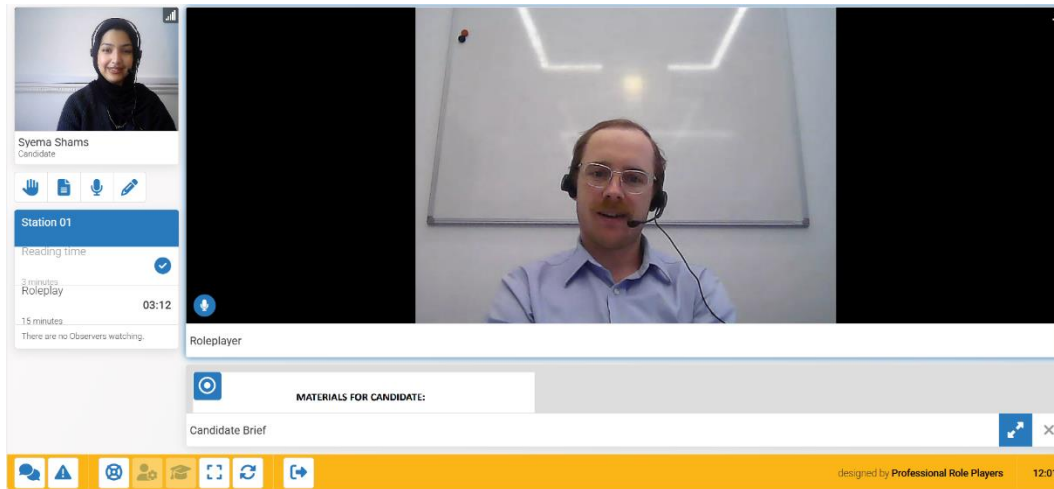 Syema Shams
Candidate
Station 01
Reading time
3 minutes
Roleplay
03:12
15 minutes
There are no Observers watching.
Roleplayer
MATERIALS FOR CANDIDATE:
Candidate Brief
designed by Professional Role Players